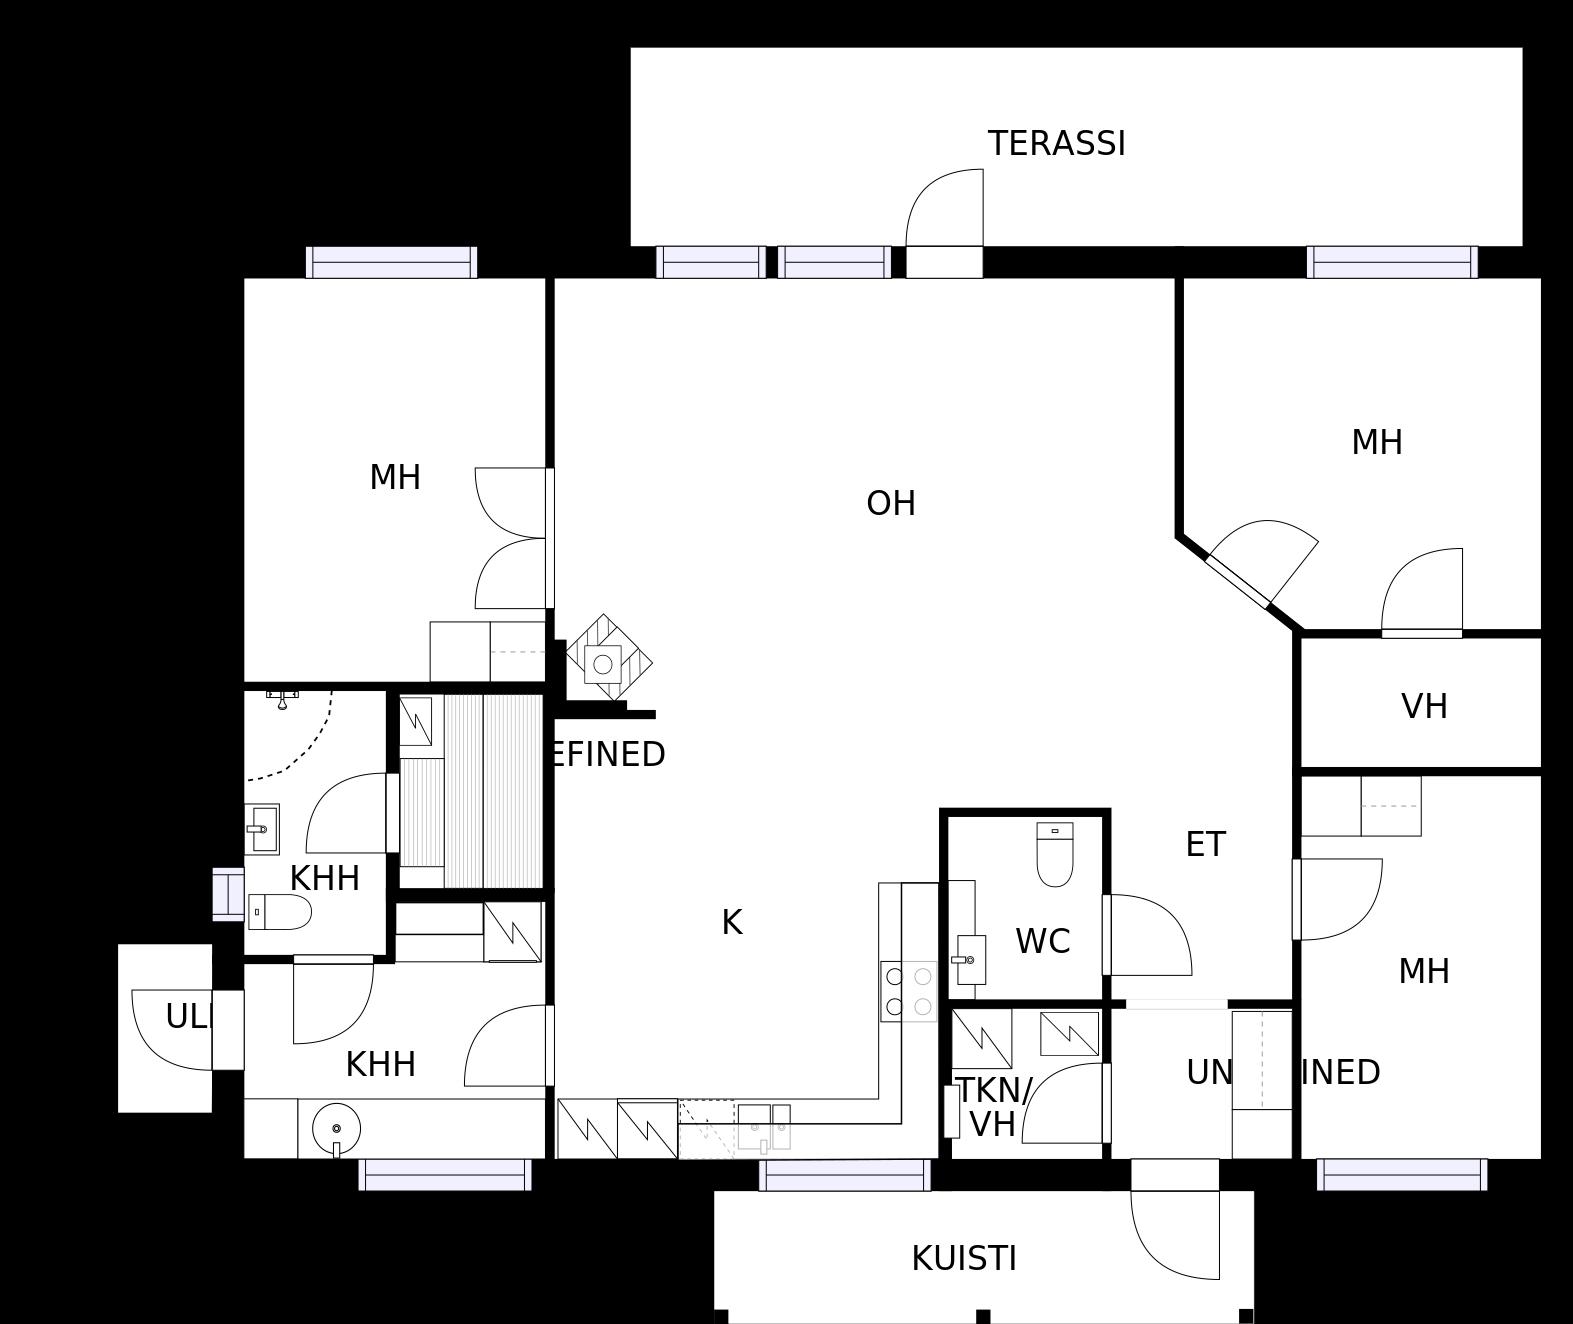 TERASSI
MH
MH
OH
VH
EFINED
ET
KHH
K
WC
MH
ULI
KHH
UN
INED
TKN/
VH
KUISTI